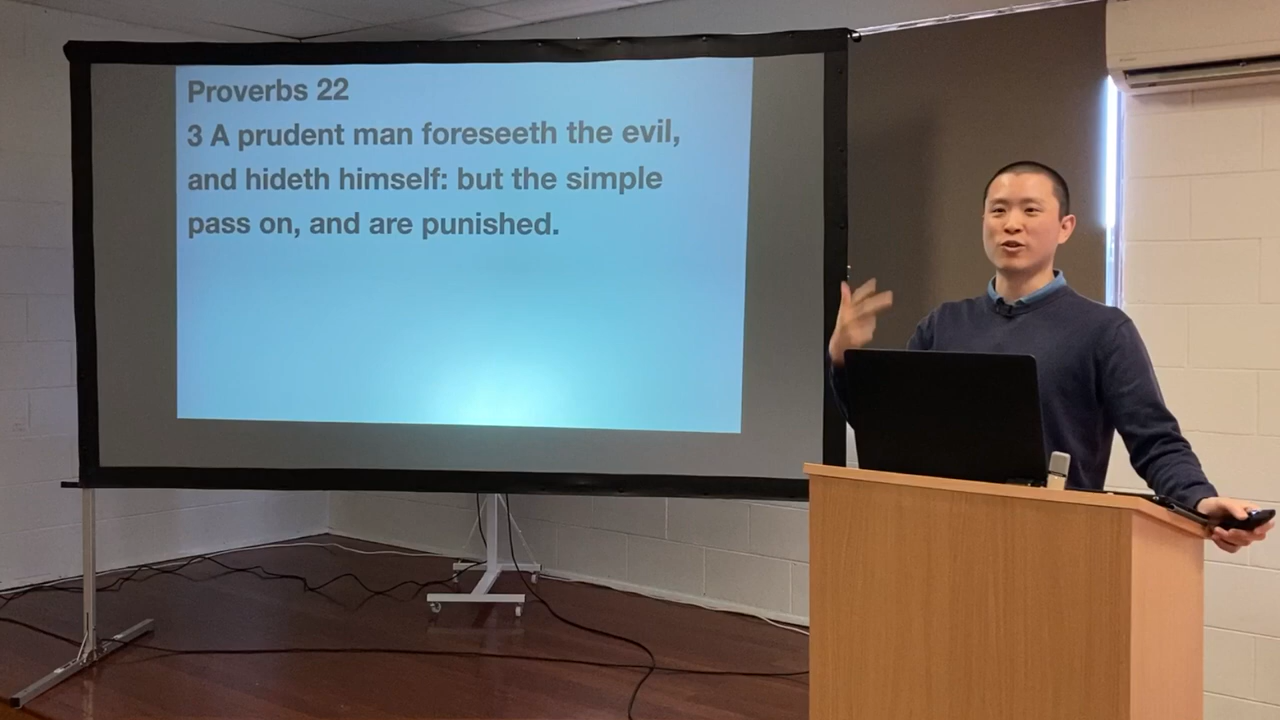 Proverbs 22
3 A prudent man foreseeth the evil,
and hideth himself: but the simple
pass on, and are punished.